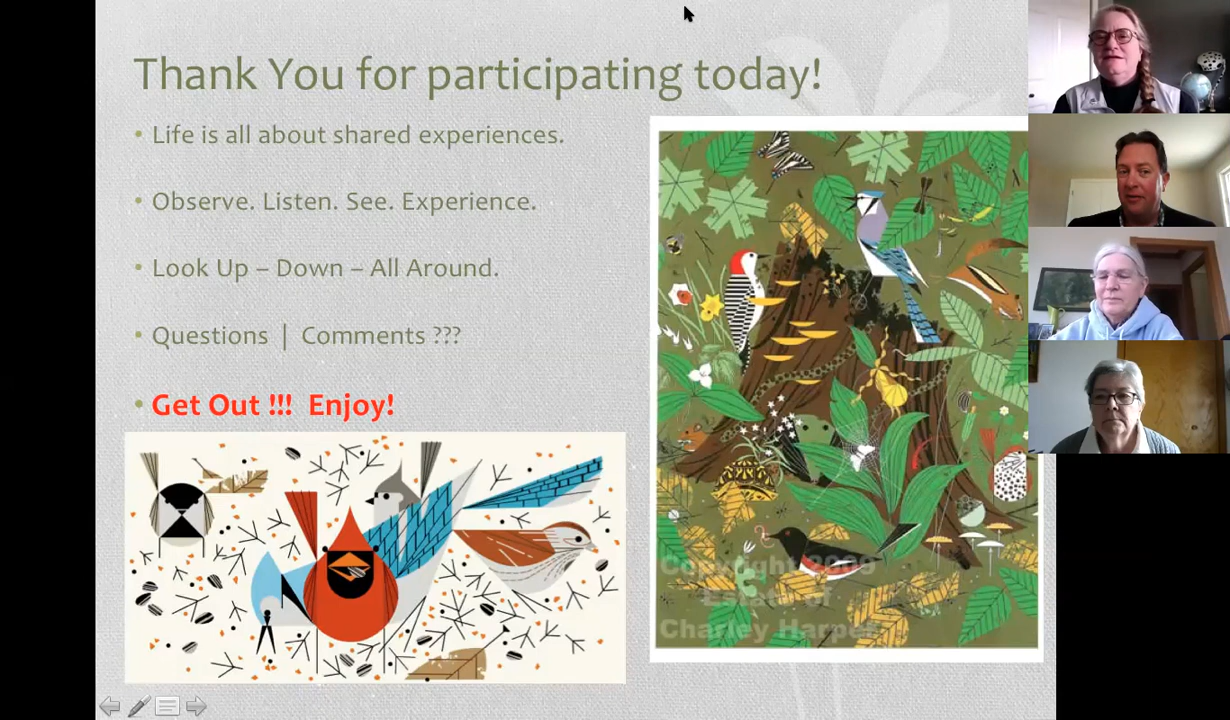 Thank You for participating today!
• Life is all about shared experiences.
• Observe. Listen. See. Experience.
• Look Up – Down – All Around.
• Questions | Comments ???
• Get Out !!! Enjoy!
Copyright 2009
Estate of
Charley Harper